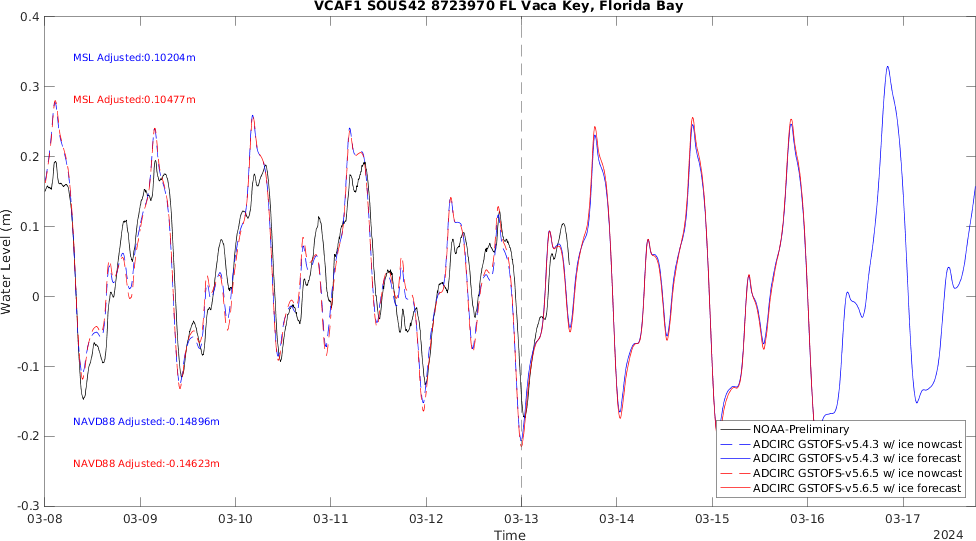 VCAF1 SOUS42 8723970 FL Vaca Key, Florida Bay
0.4
0.3
0.2
0.1
0
-0.1
-0.2
-0.3
Water Level (m)
MSL Adjusted:0.10204m
MSL Adjusted:0.10477m
NAVD88 Adjusted:-0.14896m
NAVD88 Adjusted:-0.14623m
NOAA-Preliminary
ADCIRC GSTOFS-v5.4.3 w/ ice nowcast
ADCIRC GSTOFS-v5.4.3 w/ ice forecast
ADCIRC GSTOFS-v5.6.5 w/ ice nowcast
ADCIRC GSTOFS-v5.6.5 w/ ice forecast
03-08 03-09 03-10 03-11 03-12 03-13 03-14 03-15 03-16 03-17
Time
2024